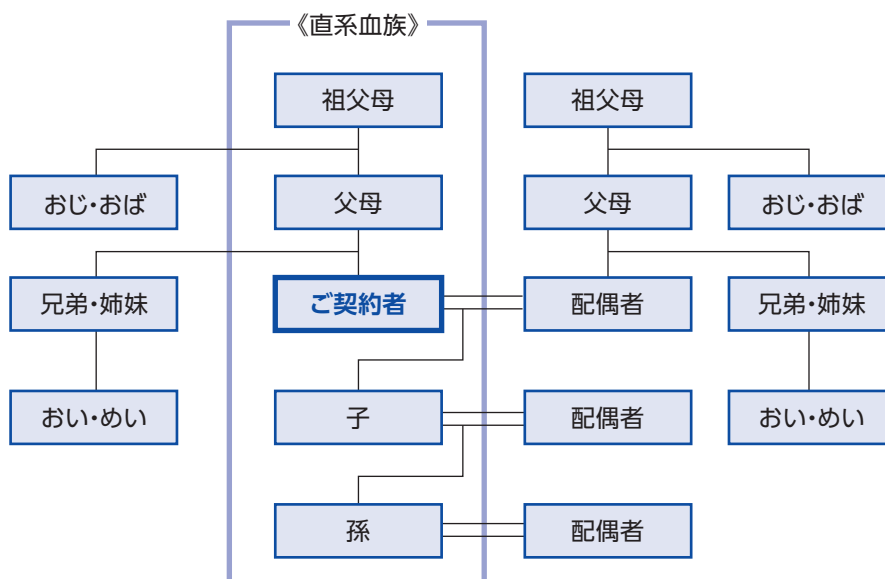 《直系血族》
祖父母
祖父母
おじ・おば
父母
父母
おじ・おば
兄弟・姉妹
ご契約者
配偶者
兄弟・姉妹
おい・めい
子
配偶者
おい・めい
孫
配偶者